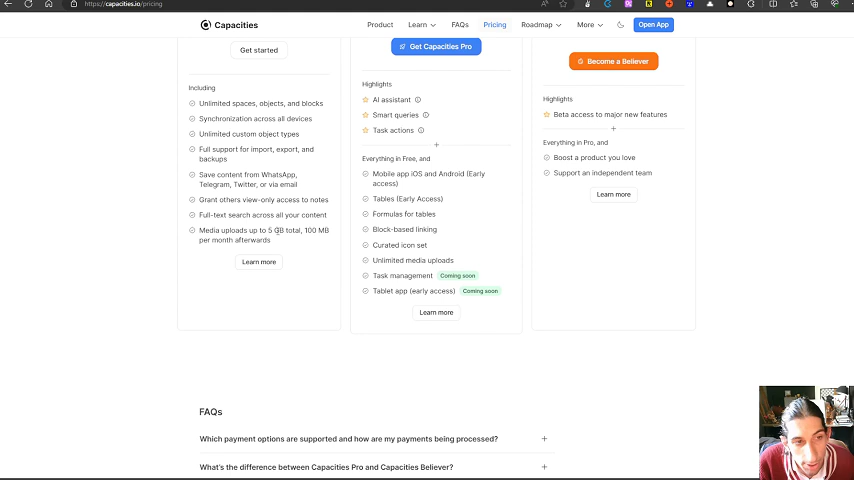 https://capacities.io/pricing
Capacities
Product
Learn
FAQs
Pricing
Roadmap
More
Open App
Get started
Including
Unlimited spaces, objects, and blocks
Synchronization across all devices
Unlimited custom object types
Full support for import, export, and
backups
Save content from WhatsApp,
Telegram, Twitter, or via email
Grant others view-only access to notes
Full-text search across all your content
Media uploads up to 5 GB total, 100 MB
per month afterwards
Learn more
Get Capacities Pro
Highlights
AI assistant
Smart queries
Task actions
Everything in Free, and
Mobile app iOS and Android (Early
access)
Tables (Early Access)
Formulas for tables
Block-based linking
Curated icon set
Unlimited media uploads
Task management Coming soon
Tablet app (early access) Coming soon
Learn more
Become a Believer
Highlights
Beta access to major new features
Everything in Pro, and
Boost a product you love
Support an independent team
Learn more
FAQs
Which payment options are supported and how are my payments being processed?
What's the difference between Capacities Pro and Capacities Believer?